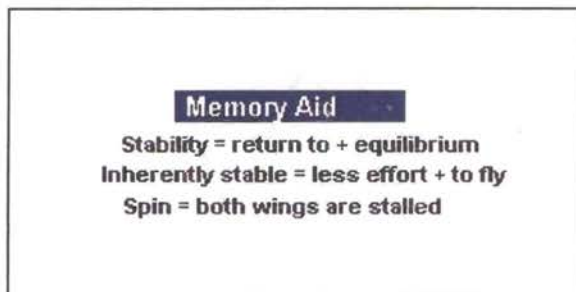 Memory Aid
Stability = return to + equilibrium
Inherently stable = less effort + to fly
Spin = both wings are stalled